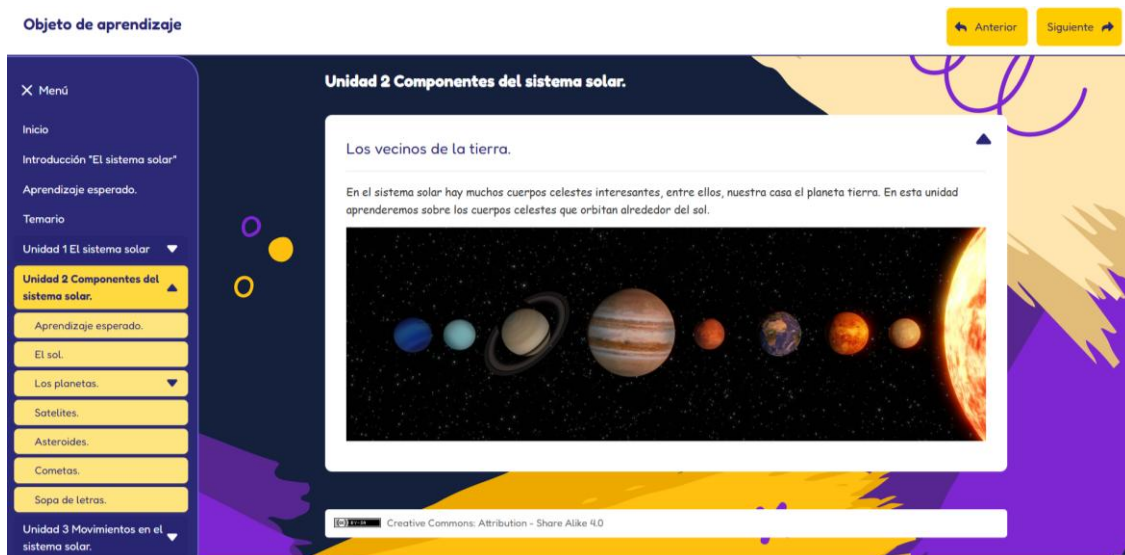 Objeto de aprendizaje
Anterior
Siguiente
Menú
Inicio
Introducción "El sistema solar"
Aprendizaje esperado.
Temario
Unidad 1 El sistema solar
Unidad 2 Componentes del
sistema solar.
Aprendizaje esperado.
El sol.
Los planetas.
Satelites.
Asteroides.
Cometas.
Sopa de letras.
Unidad 3 Movimientos en el
sistema solar.
Unidad 2 Componentes del sistema solar.
Los vecinos de la tierra.
En el sistema solar hay muchos cuerpos celestes interesantes, entre ellos, nuestra casa el planeta tierra. En esta unidad
aprenderemos sobre los cuerpos celestes que orbitan alrededor del sol.
Creative Commons: Attribution - Share Alike 4.0